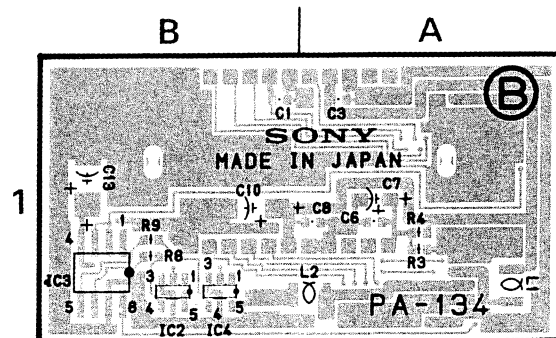 B A
B
C1 C3
SONY
MADE IN JAPAN
1
C13
C10 C7
C8 C6
R4
4 1 R9
R8
R3
IC3
3 1 3 1
L2
L1
5 8 4 5 4 5
PA-134
IC2 IC4